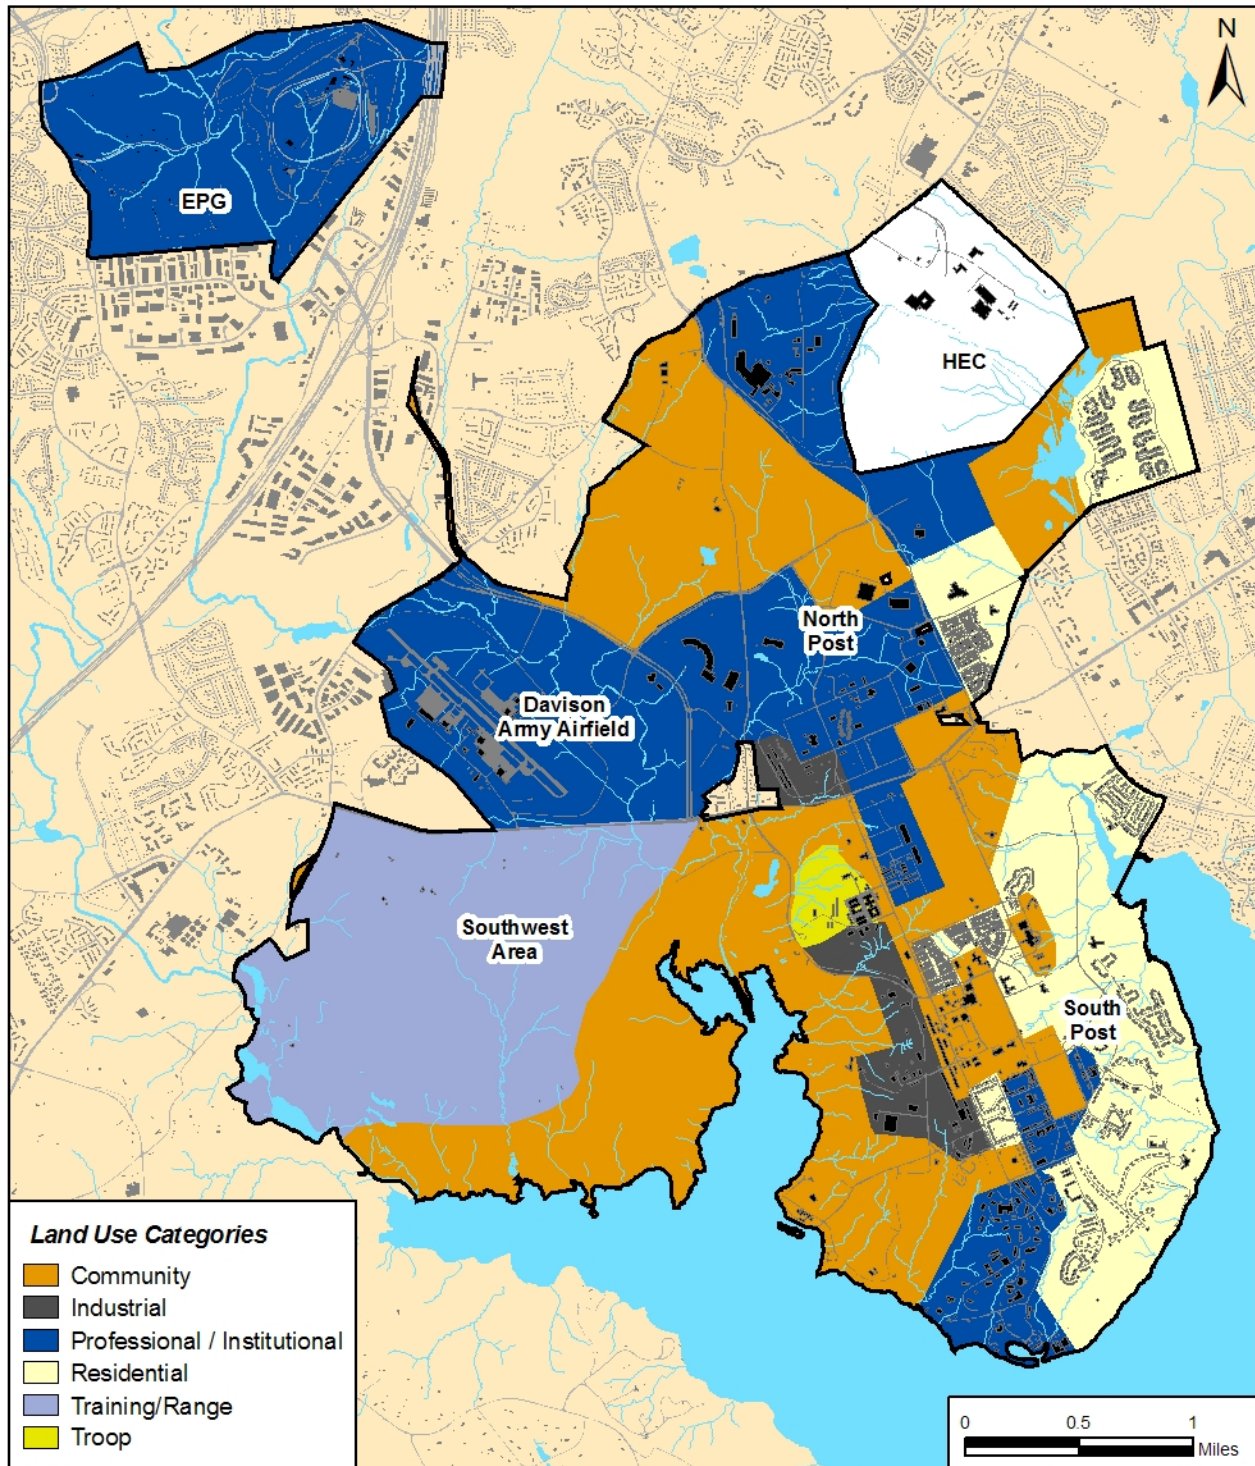 N
EPG
HEC
North
Post
Davison
Army Airfield
Southwest
Area
South
Post
Land Use Categories
Community
Industrial
Professional / Institutional
Residential
Training/Range
Troop
0 0.5 1
Miles